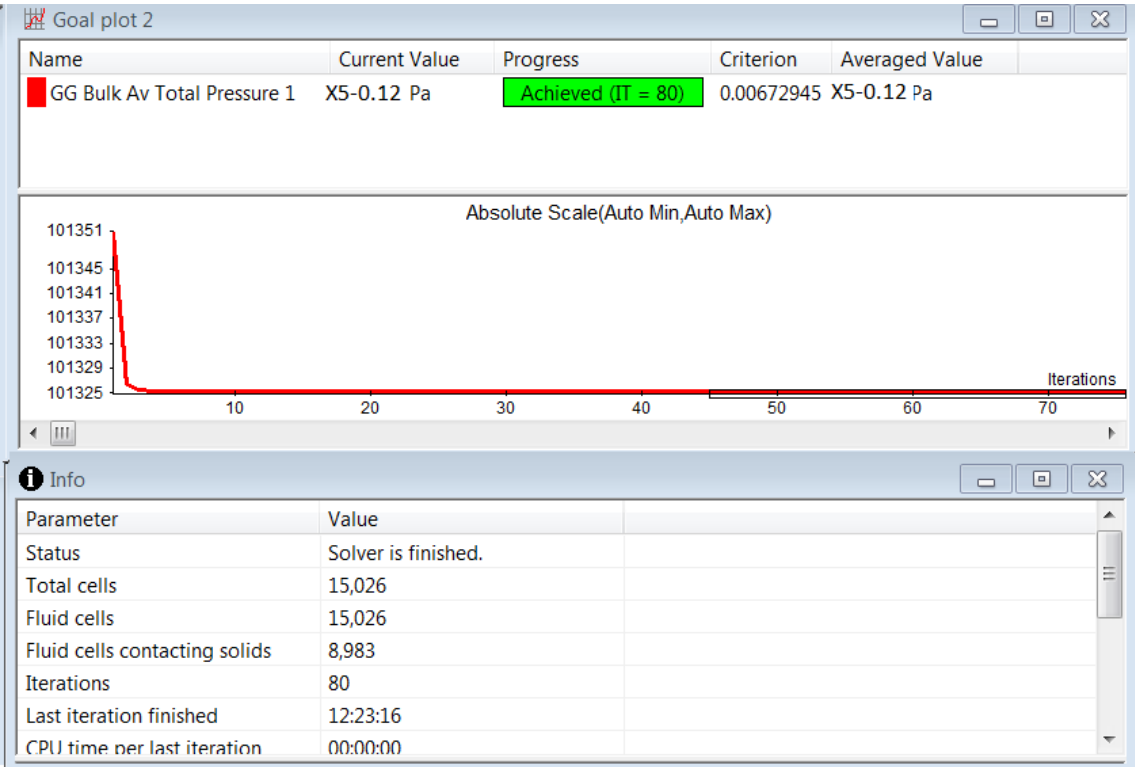 Goal plot 2
Name Current Value Progress Criterion Averaged Value
GG Bulk Av Total Pressure 1 X5-0.12 Pa Achieved (IT = 80) 0.00672945 X5-0.12 Pa
Absolute Scale(Auto Min,Auto Max)
101351
101345
101341
101337
101333
101329
Iterations
101325
10 20 30 40 50 60 70
Info
Parameter Value
Status Solver is finished.
Total cells 15,026
Fluid cells 15,026
Fluid cells contacting solids 8,983
Iterations 80
Last iteration finished 12:23:16
CPU time per last iteration 00:00:00